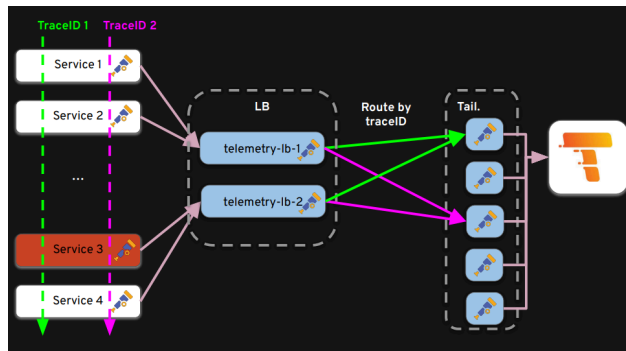 TraceID 1
TraceID 2
Service 1
Service 2
...
Service 3
Service 4
LB
telemetry-lb-1
telemetry-lb-2
Route by
traceID
Tail.